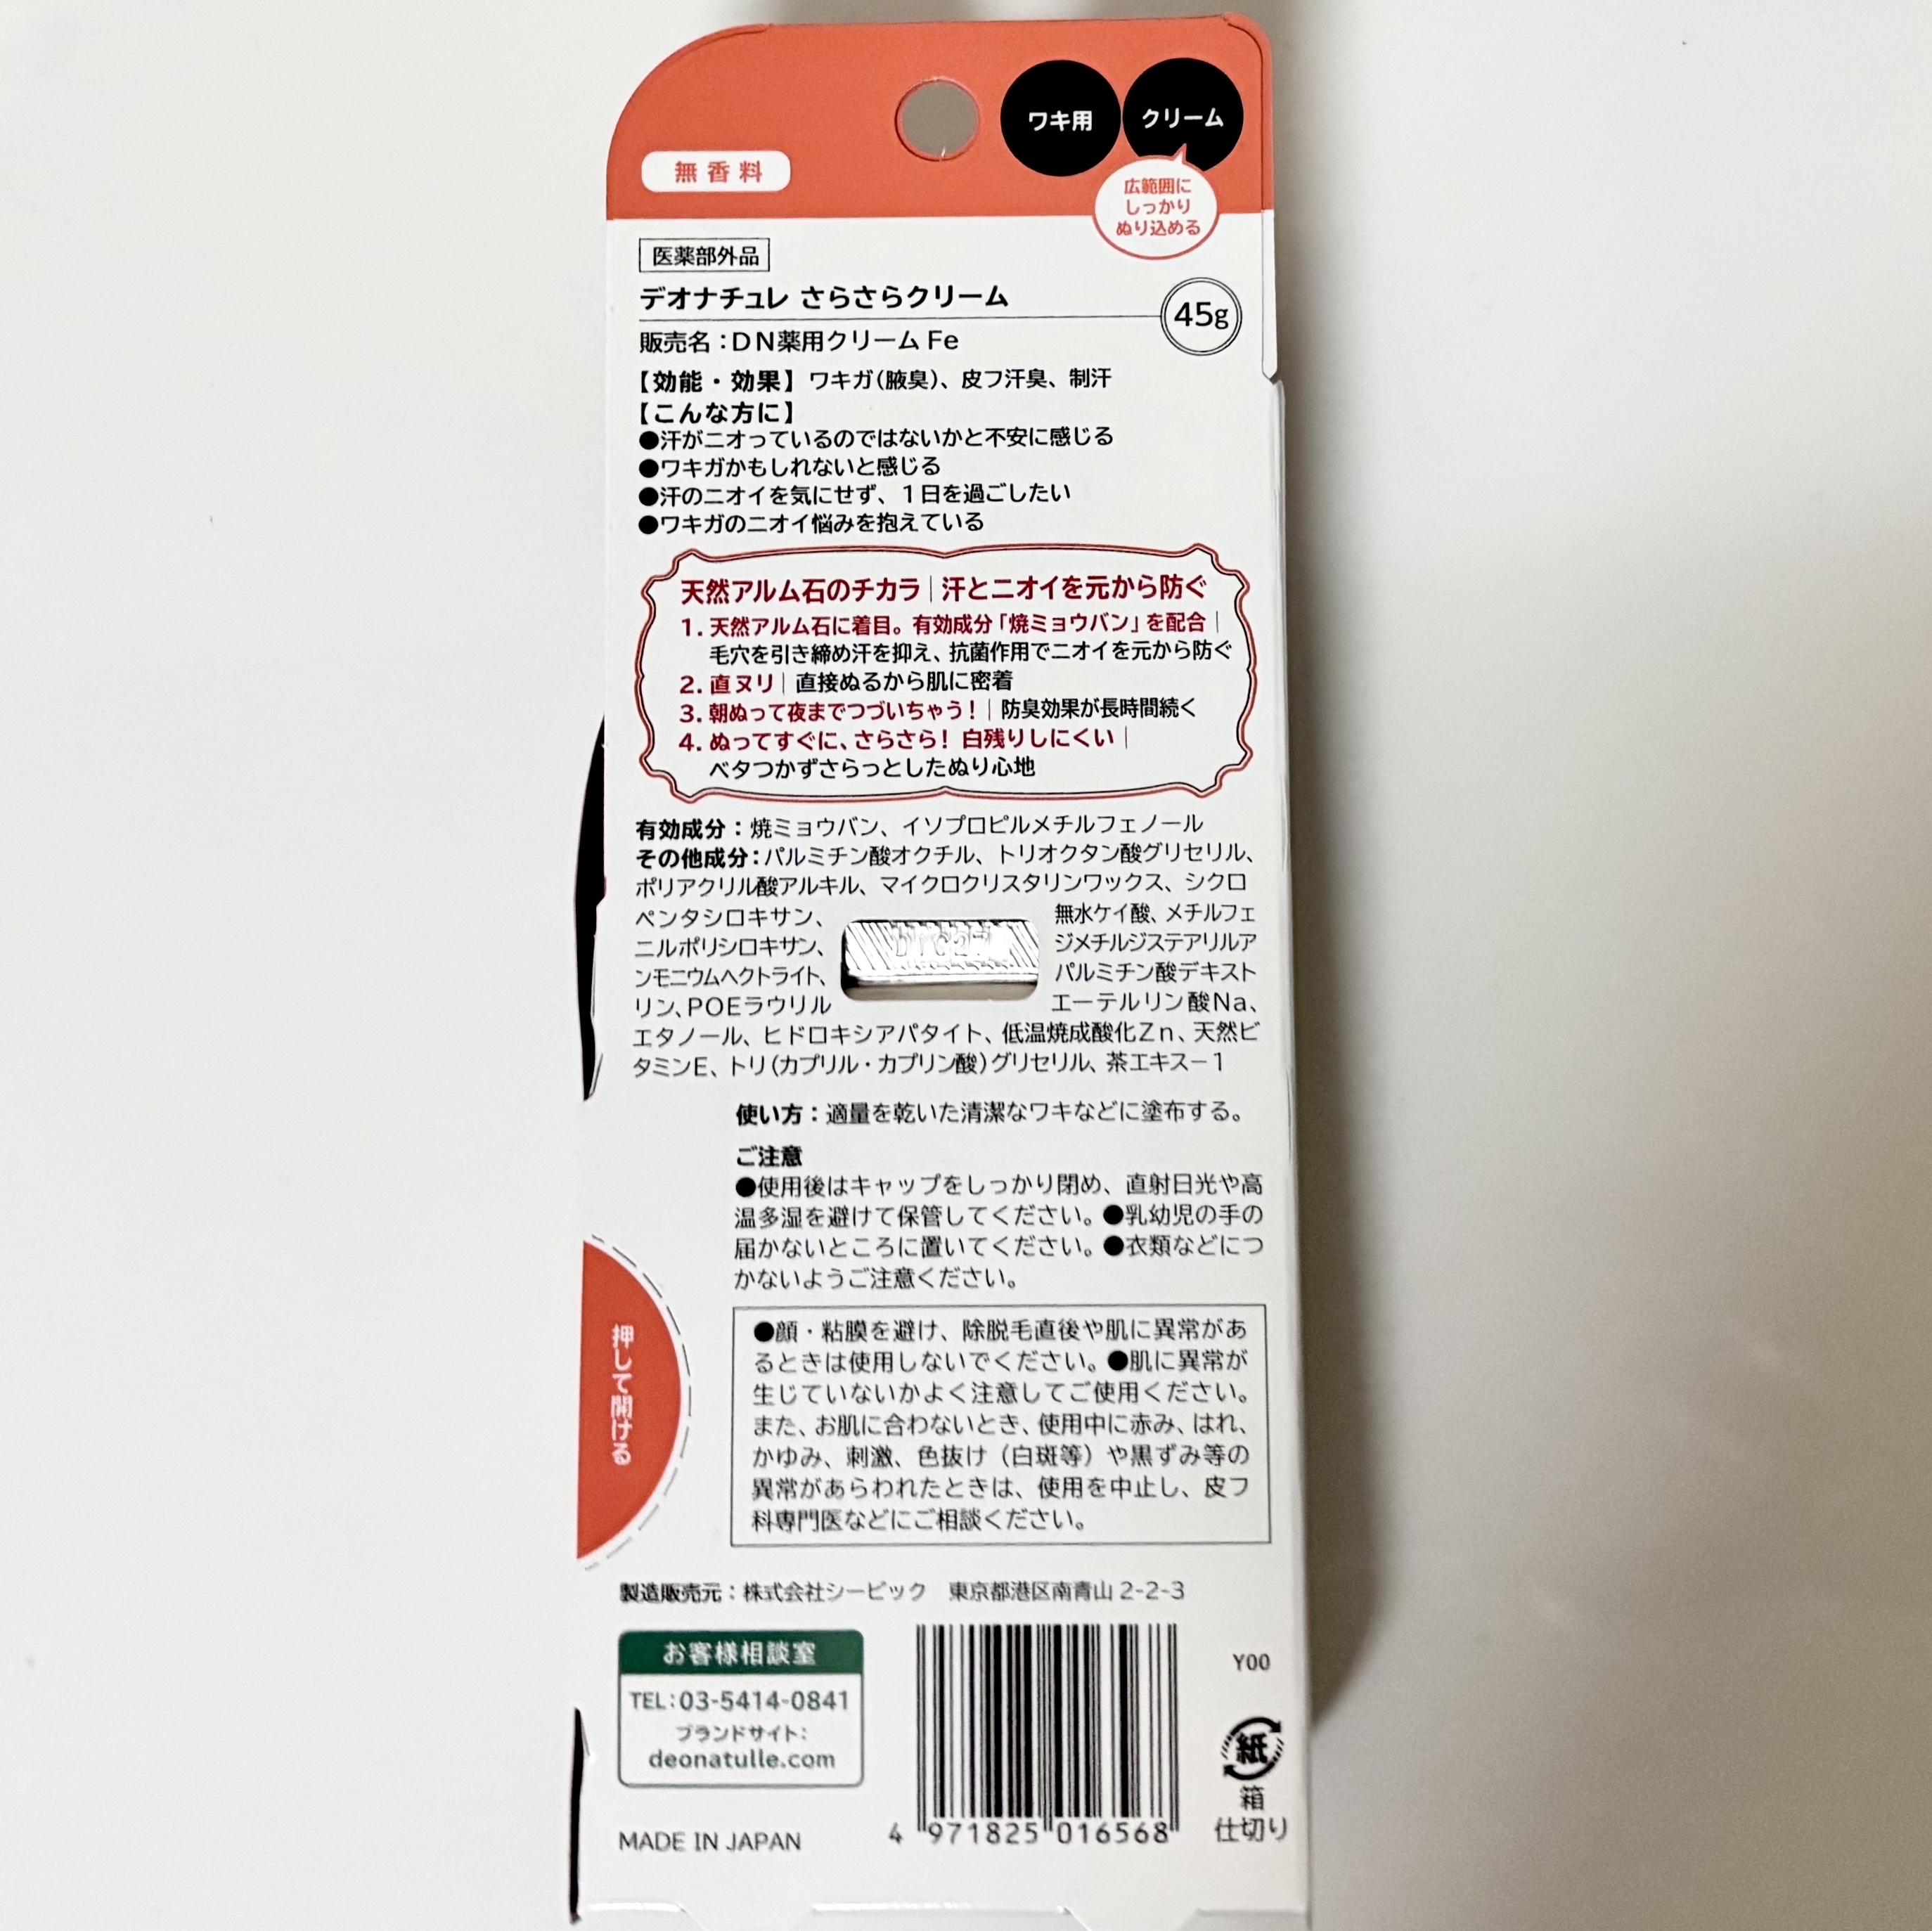 ワキ用
クリーム
無香料
広範囲に
しっかり
ぬり込める
医薬部外品
デオナチュレ さらさらクリーム
45g
販売名：DN薬用クリームFe
【効能・効果】ワキガ（腋臭）、皮フ汗臭、制汗
【こんな方に】
●汗がニオっているのではないかと不安に感じる
●ワキガかもしれないと感じる
●汗のニオイを気にせず、1日を過ごしたい
●ワキガのニオイ悩みを抱えている
天然アルム石のチカラ｜汗とニオイを元から防ぐ
1. 天然アルム石に着目。有効成分「焼ミョウバン」を配合｜
毛穴を引き締め汗を抑え、抗菌作用でニオイを元から防ぐ
2. 直ヌリ｜直接ぬるから肌に密着
3. 朝ぬって夜までつづいちゃう！｜防臭効果が長時間続く
4. ぬってすぐに、さらさら！ 白残りしにくい｜
ベタつかずさらっとしたぬり心地
有効成分：焼ミョウバン、イソプロピルメチルフェノール
その他成分：パルミチン酸オクチル、トリオクタン酸グリセリル、
ポリアクリル酸アルキル、マイクロクリスタリンワックス、シクロ
ペンタシロキサン、 無水ケイ酸、メチルフェ
ニルポリシロキサン、 ジメチルジステアリルア
ンモニウムヘクトライト、 パルミチン酸デキスト
リン、POEラウリル エーテルリン酸Na、
エタノール、ヒドロキシアパタイト、低温焼成酸化Zn、天然ビ
タミンE、トリ（カプリル・カプリン酸）グリセリル、茶エキス－1
使い方：適量を乾いた清潔なワキなどに塗布する。
ご注意
●使用後はキャップをしっかり閉め、直射日光や高
温多湿を避けて保管してください。●乳幼児の手の
届かないところに置いてください。●衣類などにつ
かないようご注意ください。
●顔・粘膜を避け、除脱毛直後や肌に異常があ
るときは使用しないでください。●肌に異常が
生じていないかよく注意してご使用ください。
また、お肌に合わないとき、使用中に赤み、はれ、
かゆみ、刺激、色抜け（白斑等）や黒ずみ等の
異常があらわれたときは、使用を中止し、皮フ
科専門医などにご相談ください。
押して開ける
製造販売元：株式会社シービック 東京都港区南青山 2-2-3
お客様相談室
TEL：03-5414-0841
ブランドサイト：
deonatulle.com
MADE IN JAPAN
4 971825 016568
Y00
紙
箱
仕切り